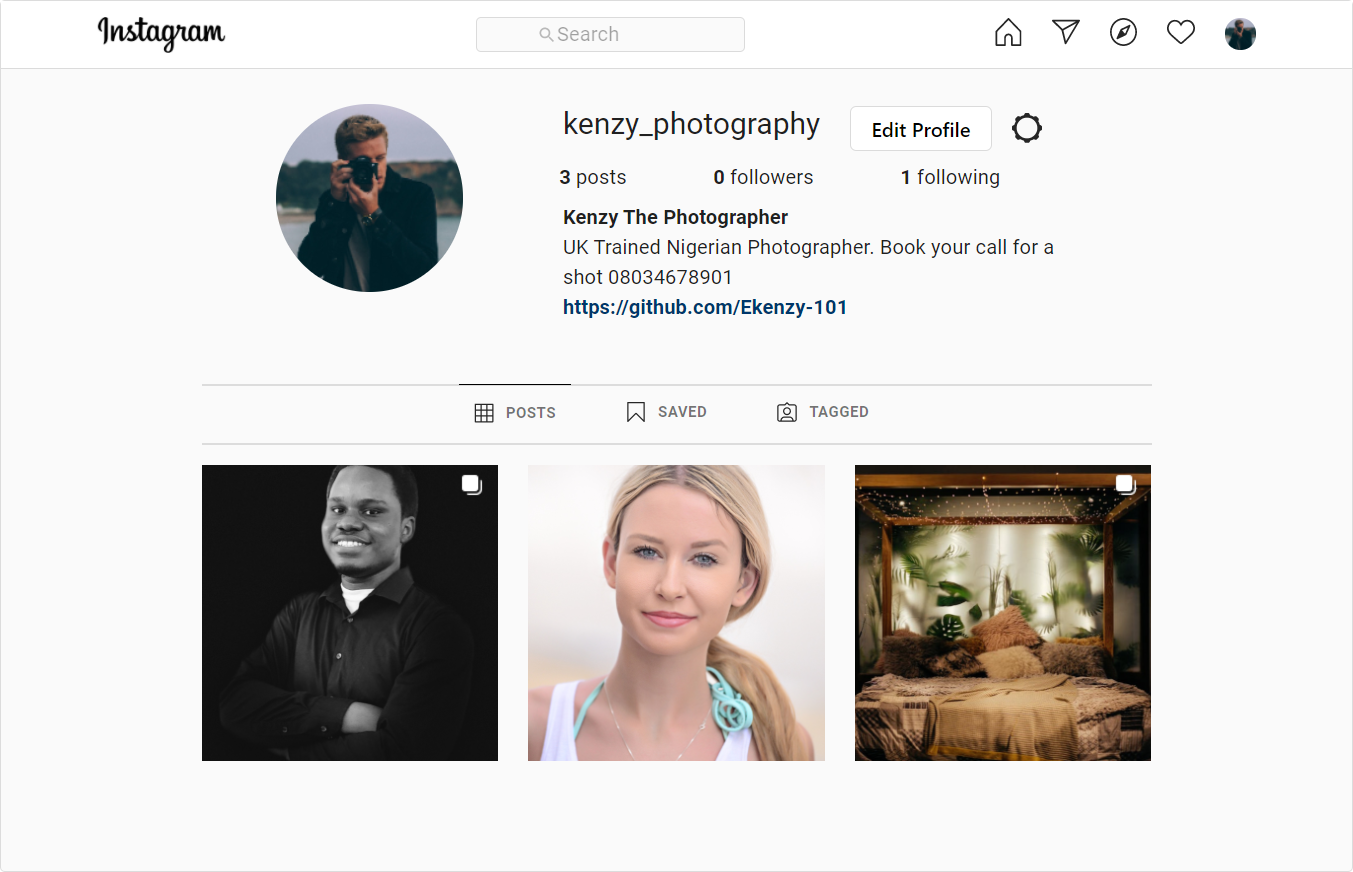 Instagram
Search
kenzy_photography
Edit Profile
3 posts
0 followers
1 following
Kenzy The Photographer
UK Trained Nigerian Photographer. Book your call for a
shot 08034678901
https://github.com/Ekenzy-101
POSTS
SAVED
TAGGED